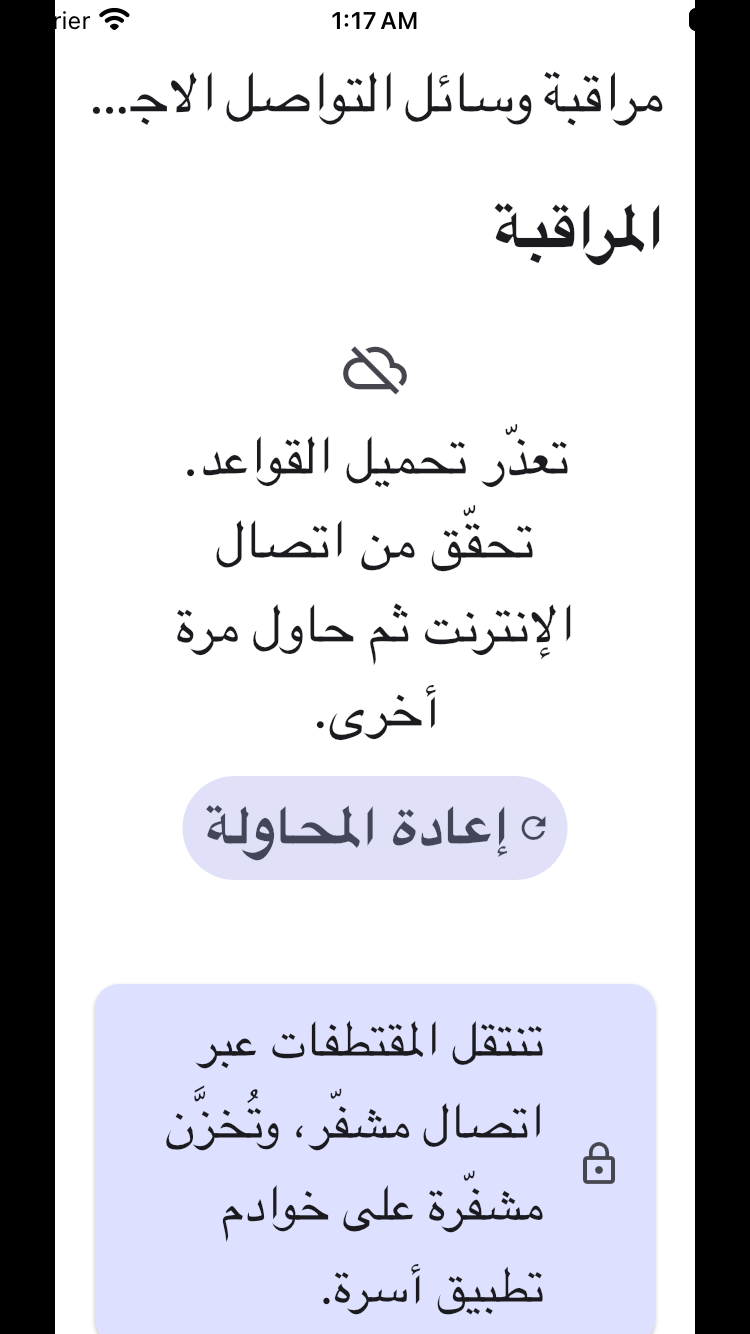 rier
1:17 AM
مراقبة وسائل التواصل الاجـ...
المراقبة
تعذّر تحميل القواعد.
تحقّق من اتصال
الإنترنت ثم حاول مرة
أخرى.
إعادة المحاولة
تنتقل المقتطفات عبر
اتصال مشفّر، وتُخزَّن
مشفّرة على خوادم
تطبيق أسرة.